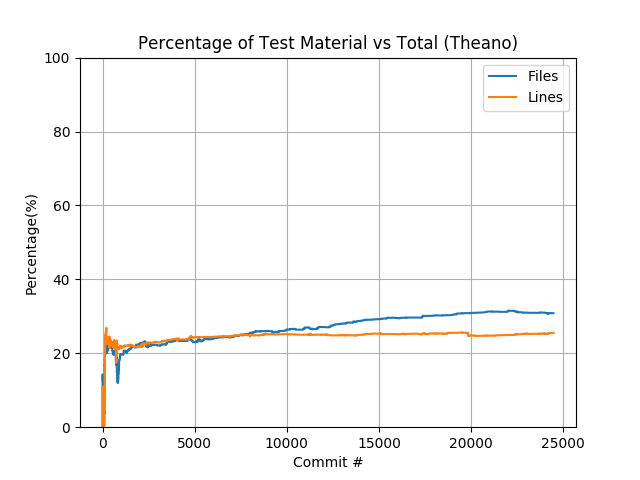 Percentage of Test Material vs Total (Theano)
100
80
60
40
20
0
Percentage(%)
Files
Lines
0 5000 10000 15000 20000 25000
Commit #